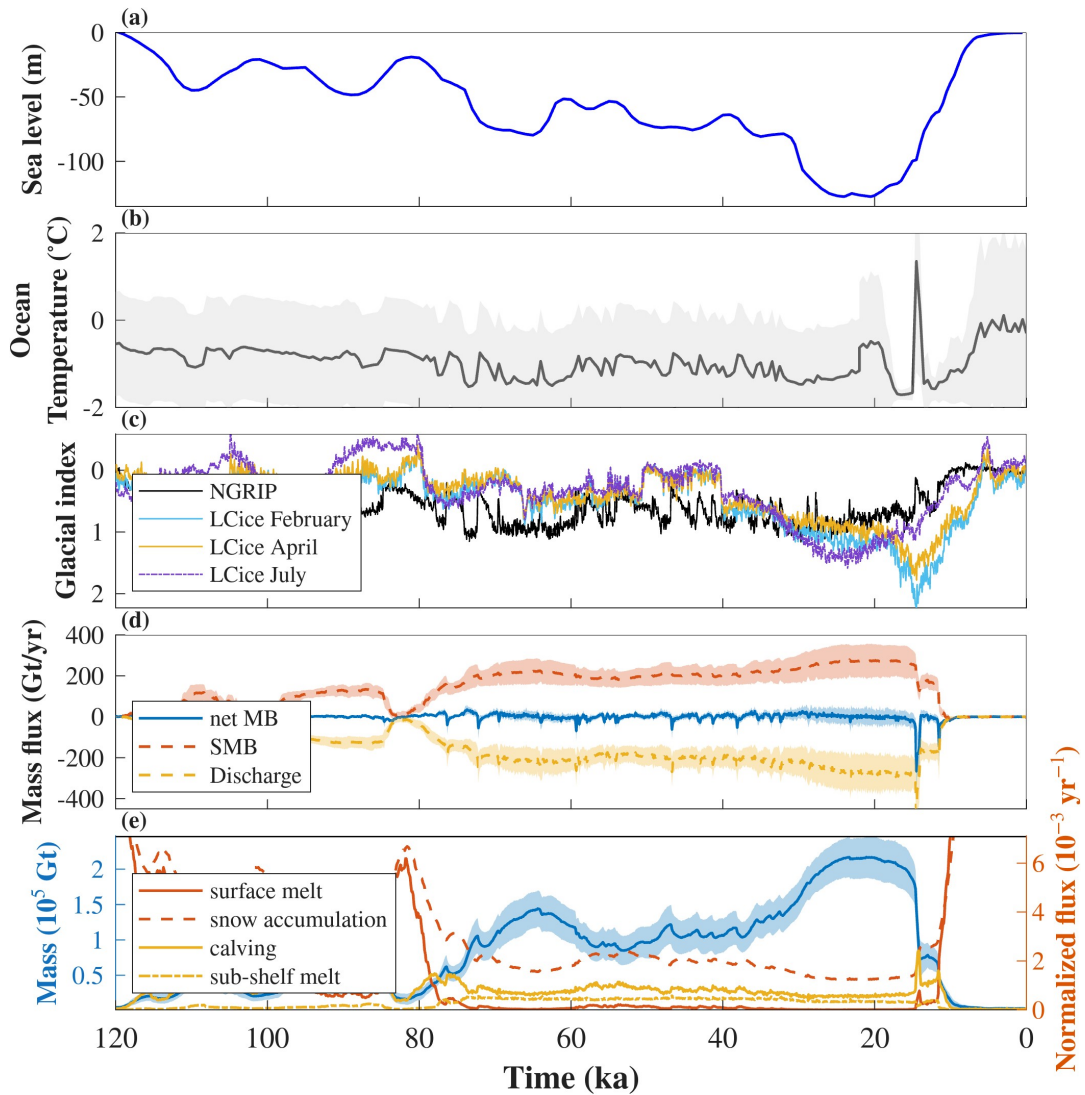 (a)
Sea level (m)
0
-50
-100
(b)
Ocean
Temperature (°C)
2
0
-2
(c)
Glacial index
0
1
2
NGRIP
LCice February
LCice April
LCice July
(d)
Mass flux (Gt/yr)
400
200
0
-200
-400
net MB
SMB
Discharge
(e)
Mass (10⁵ Gt)
2
1.5
1
0.5
surface melt
snow accumulation
calving
sub-shelf melt
6
4
2
0
Normalized flux (10⁻³ yr⁻¹)
120 100 80 60 40 20 0
Time (ka)